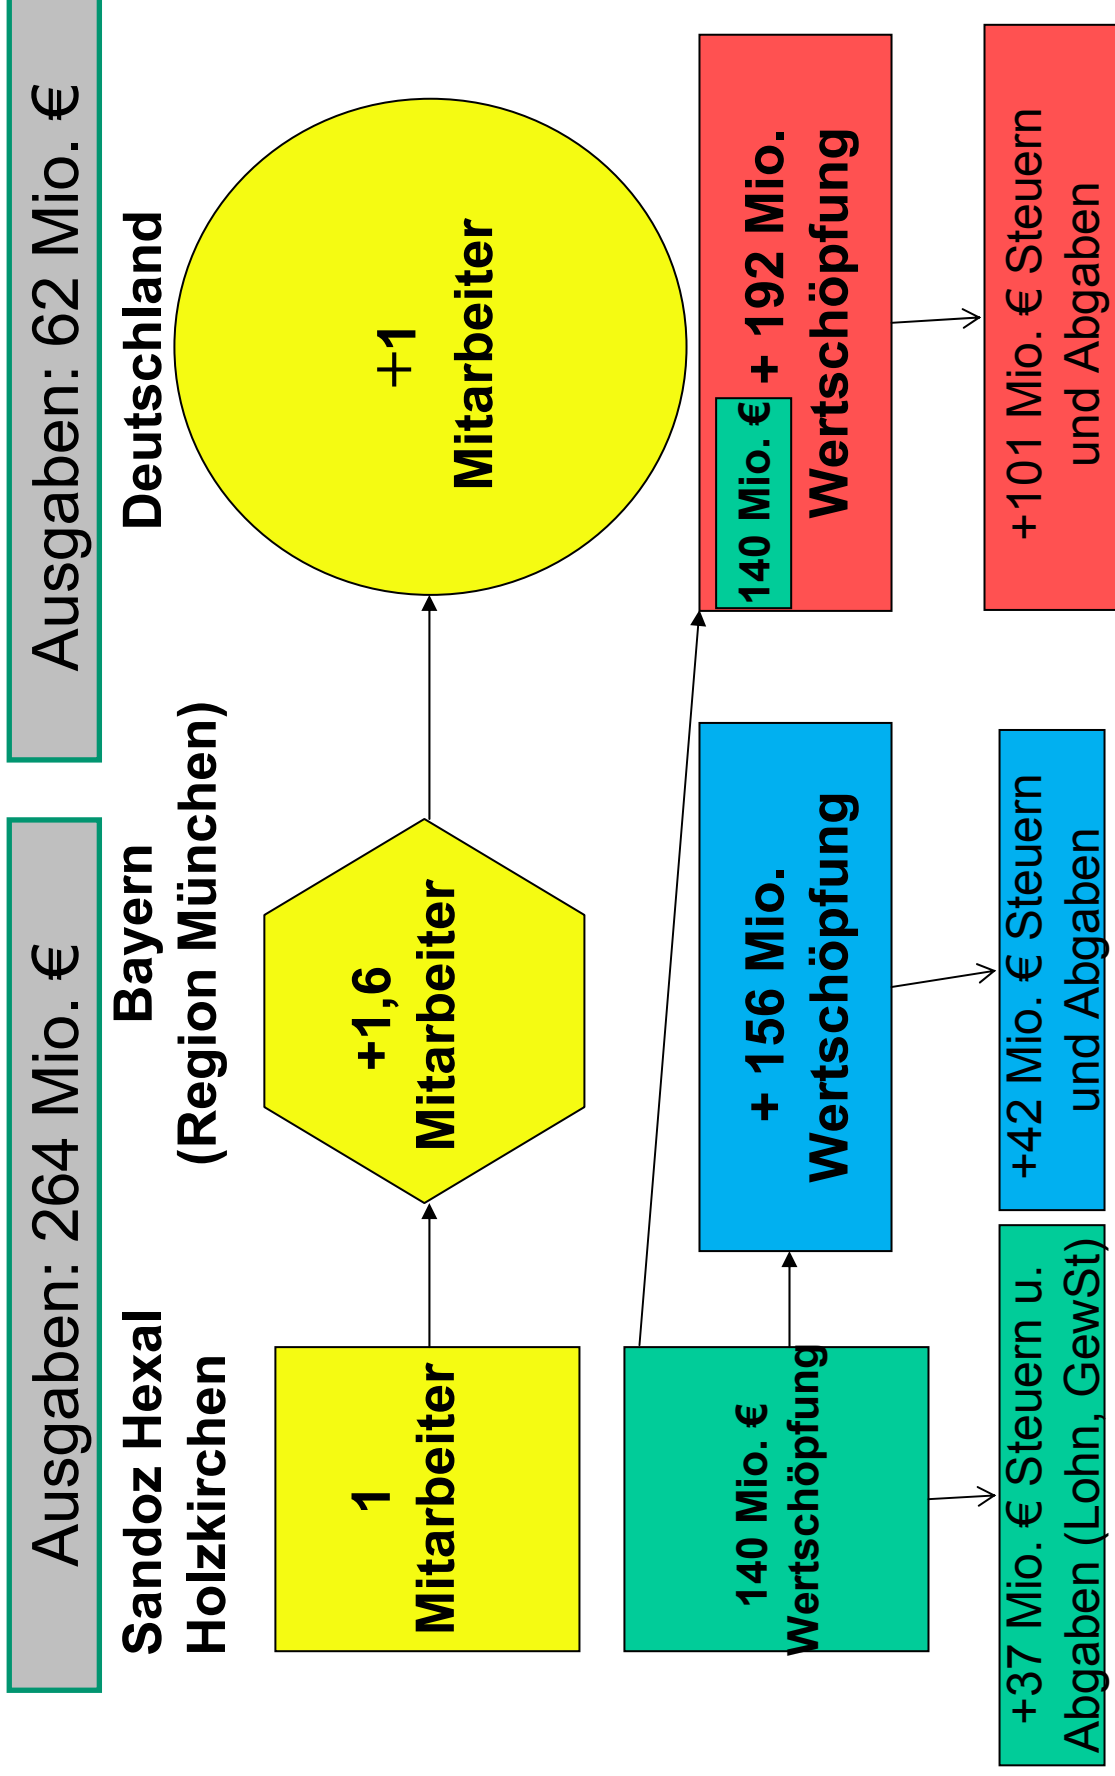 Ausgaben: 264 Mio. €
Ausgaben: 62 Mio. €
Sandoz Hexal
Holzkirchen
Bayern
(Region München)
Deutschland
1
Mitarbeiter
+1,6
Mitarbeiter
+1
Mitarbeiter
140 Mio. €
Wertschöpfung
+ 156 Mio.
Wertschöpfung
140 Mio. € + 192 Mio.
Wertschöpfung
+37 Mio. € Steuern u.
Abgaben (Lohn, GewSt)
+42 Mio. € Steuern
und Abgaben
+101 Mio. € Steuern
und Abgaben